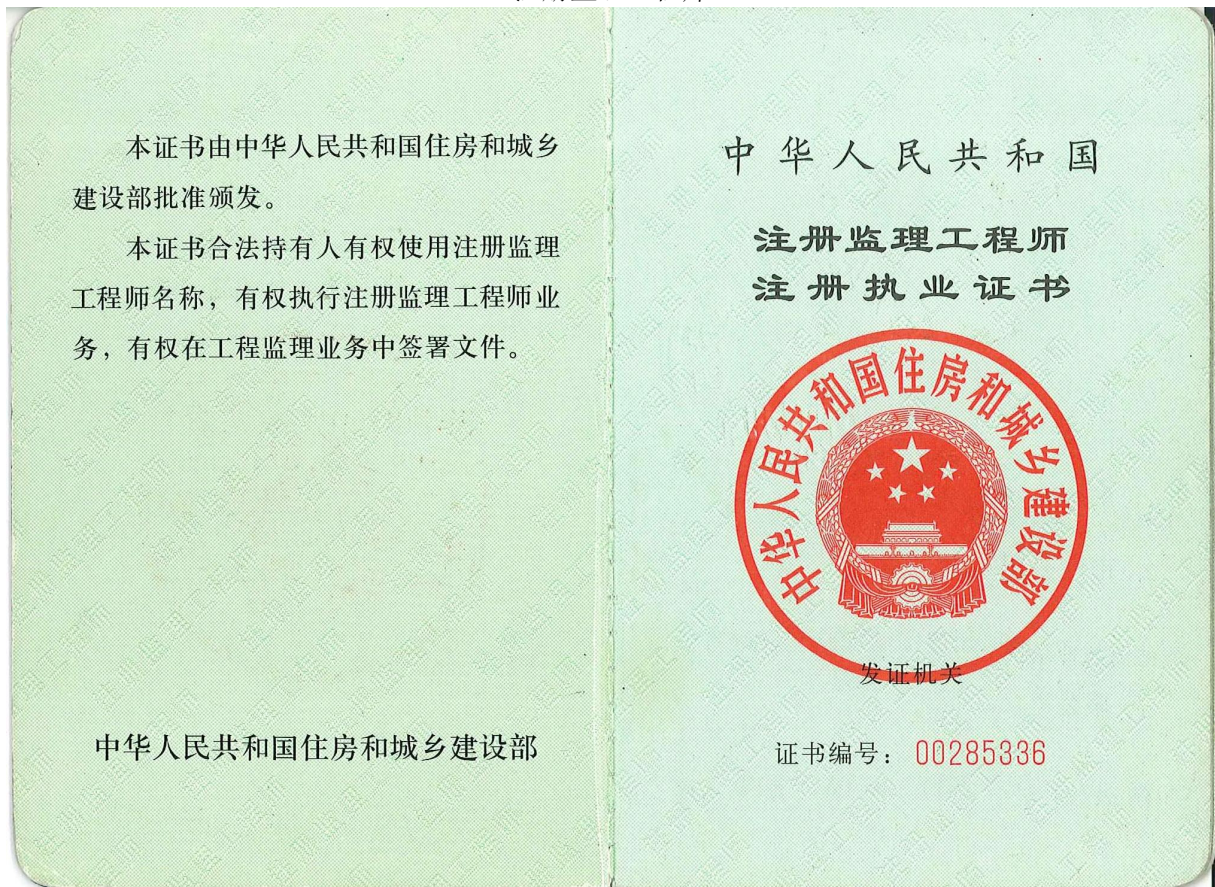 本证书由中华人民共和国住房和城乡
建设部批准颁发。
本证书合法持有人有权使用注册监理
工程师名称，有权执行注册监理工程师业
务，有权在工程监理业务中签署文件。
中华人民共和国住房和城乡建设部
中华人民共和国
注册监理工程师
注册执业证书
中华人民共和国住房和城乡建设部
发证机关
证书编号：00285336